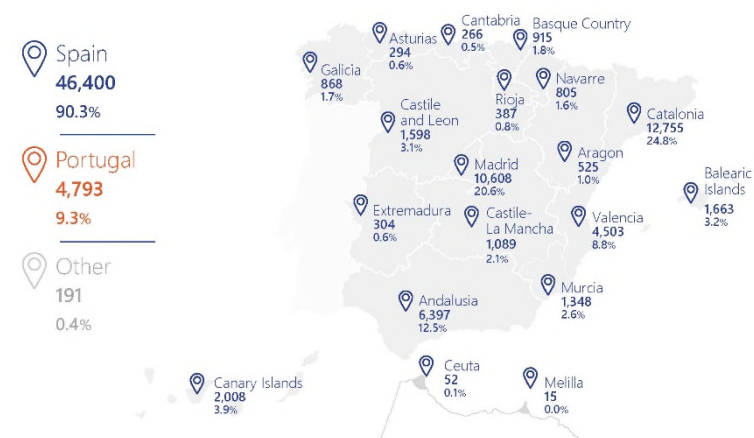 Spain
46,400
90.3%
Portugal
4,793
9.3%
Other
191
0.4%
Asturias
294
0.6%
Cantabria
266
0.5%
Basque Country
915
1.8%
Galicia
868
1.7%
Rioja
387
0.8%
Navarre
805
1.6%
Castile
and Leon
1,598
3.1%
Catalonia
12,755
24.8%
Aragon
525
1.0%
Madrid
10,608
20.6%
Balearic
Islands
1,663
3.2%
Extremadura
304
0.6%
Castile-
La Mancha
1,089
2.1%
Valencia
4,503
8.8%
Murcia
1,348
2.6%
Andalusia
6,397
12.5%
Canary Islands
2,008
3.9%
Ceuta
52
0.1%
Melilla
15
0.0%